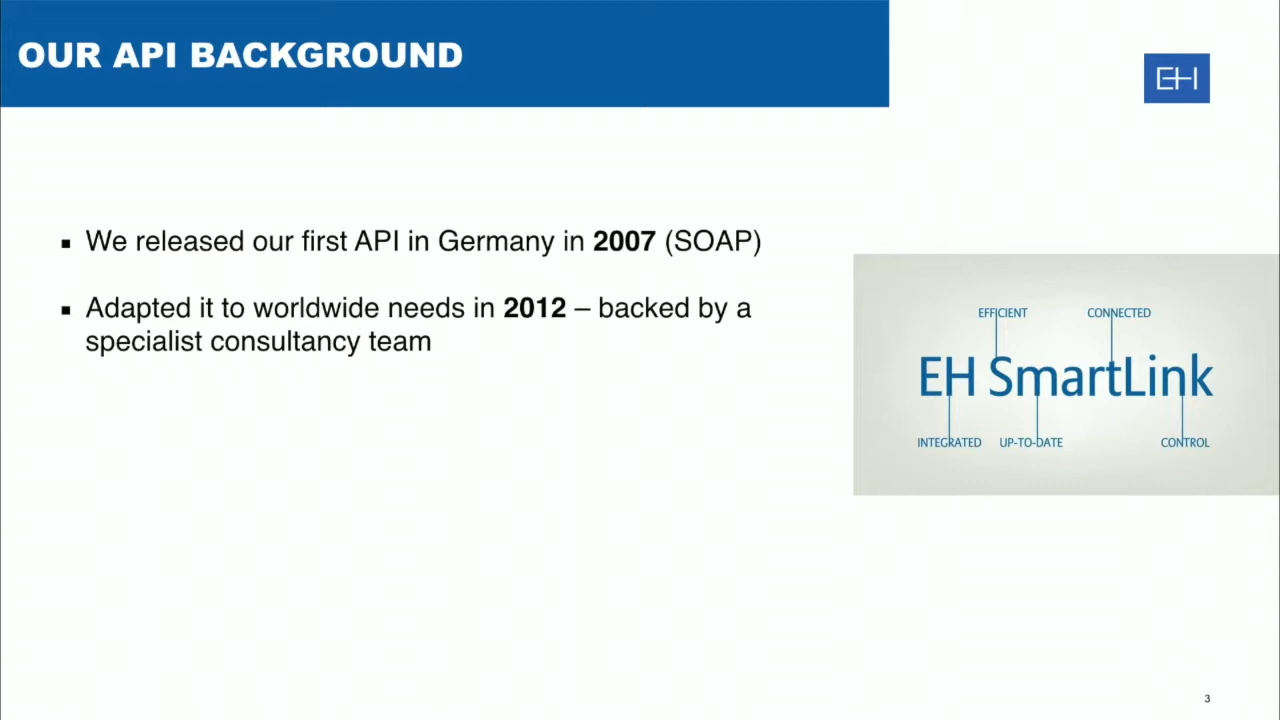 OUR API BACKGROUND
EH
▪ We released our first API in Germany in 2007 (SOAP)
▪ Adapted it to worldwide needs in 2012 – backed by a
specialist consultancy team
EFFICIENT CONNECTED
EH SmartLink
INTEGRATED UP-TO-DATE CONTROL
3